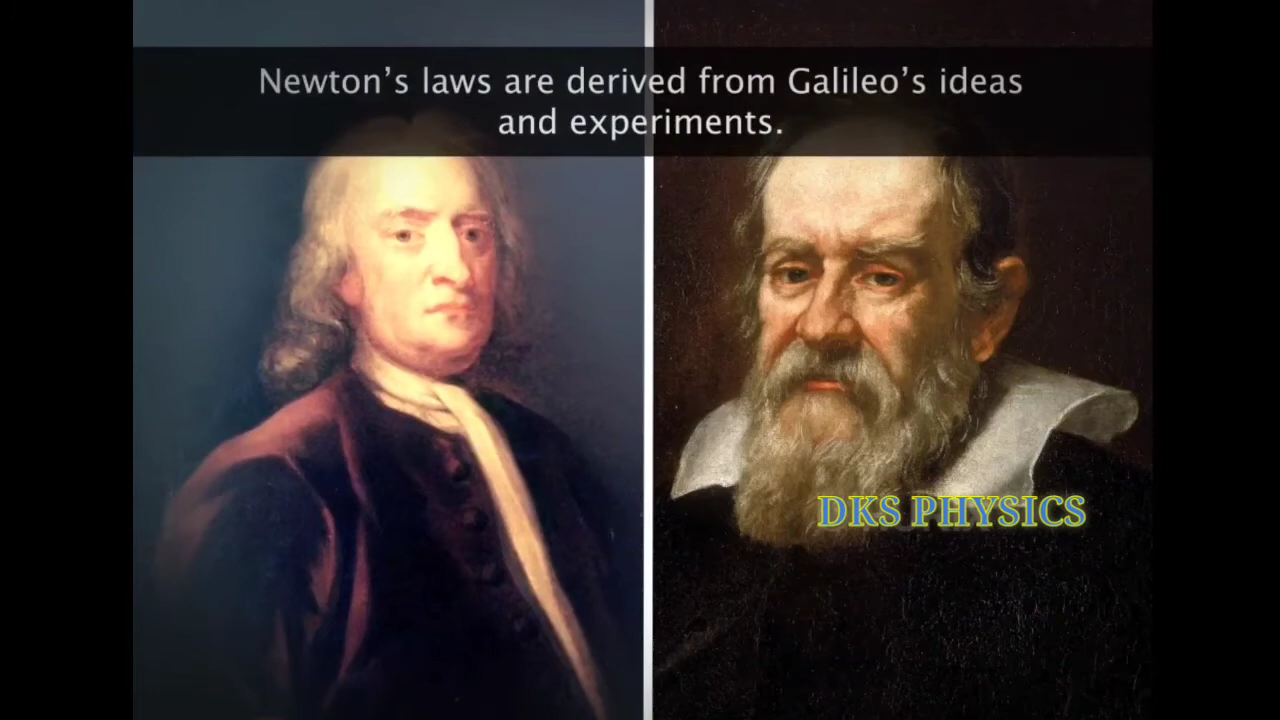 Newton’s laws are derived from Galileo’s ideas
and experiments.
DKS PHYSICS